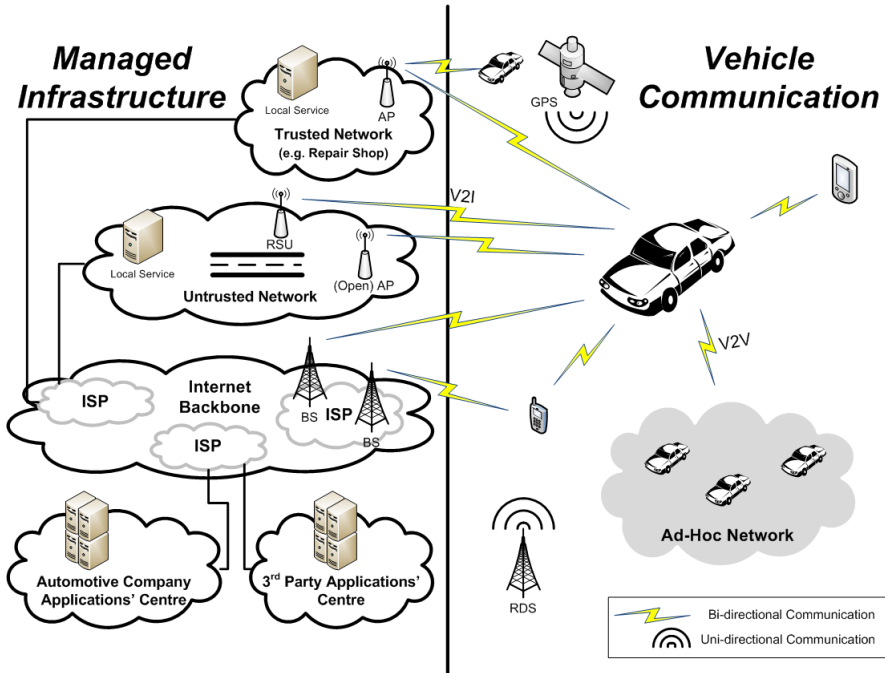 Managed
Infrastructure
Vehicle
Communication
Local Service
AP
Trusted Network
(e.g. Repair Shop)
GPS
V2I
RSU
Local Service
(Open) AP
Untrusted Network
V2V
Internet
Backbone
ISP
ISP
BS
ISP
BS
Ad-Hoc Network
Automotive Company
Applications' Centre
3rd Party Applications'
Centre
RDS
Bi-directional Communication
Uni-directional Communication